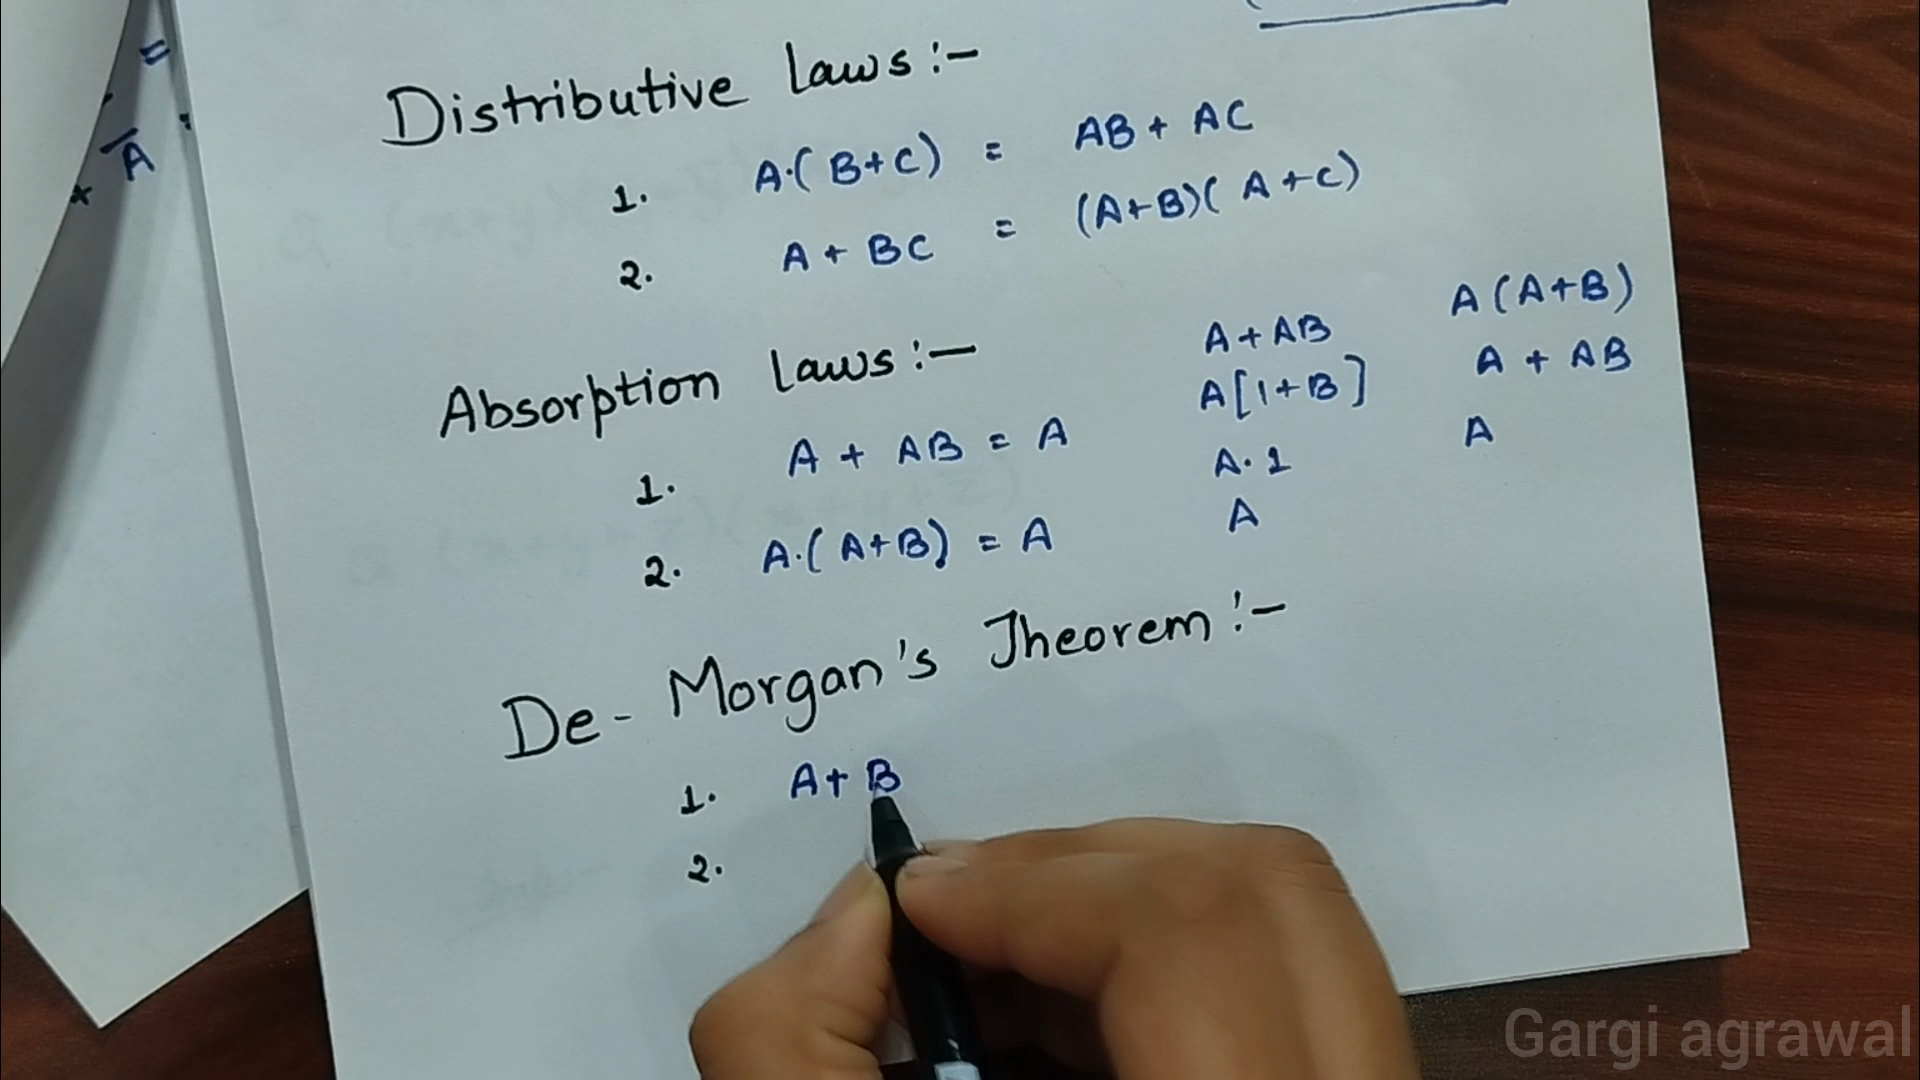 Distributive Laws:-
1. A.(B+C) = AB + AC
2. A + BC = (A+B)(A+C)
Absorption Laws:-
1. A + AB = A
2. A.(A+B) = A
A + AB
A[1+B]
A.1
A
A(A+B)
A + AB
A
De-Morgan's Theorem:-
1. A+B
2.
=
Ā
Gargi agrawal